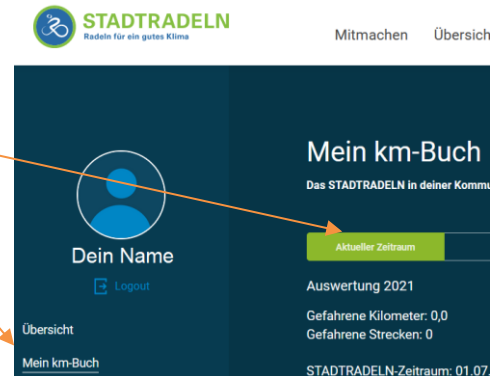 STADTRADELN
Radeln für ein gutes Klima
Mitmachen Übersich
Mein km-Buch
Das STADTRADELN in deiner Kommu
Aktueller Zeitraum
Dein Name
Logout
Auswertung 2021
Gefahrene Kilometer: 0,0
Gefahrene Strecken: 0
Übersicht
Mein km-Buch
STADTRADELN-Zeitraum: 01.07.